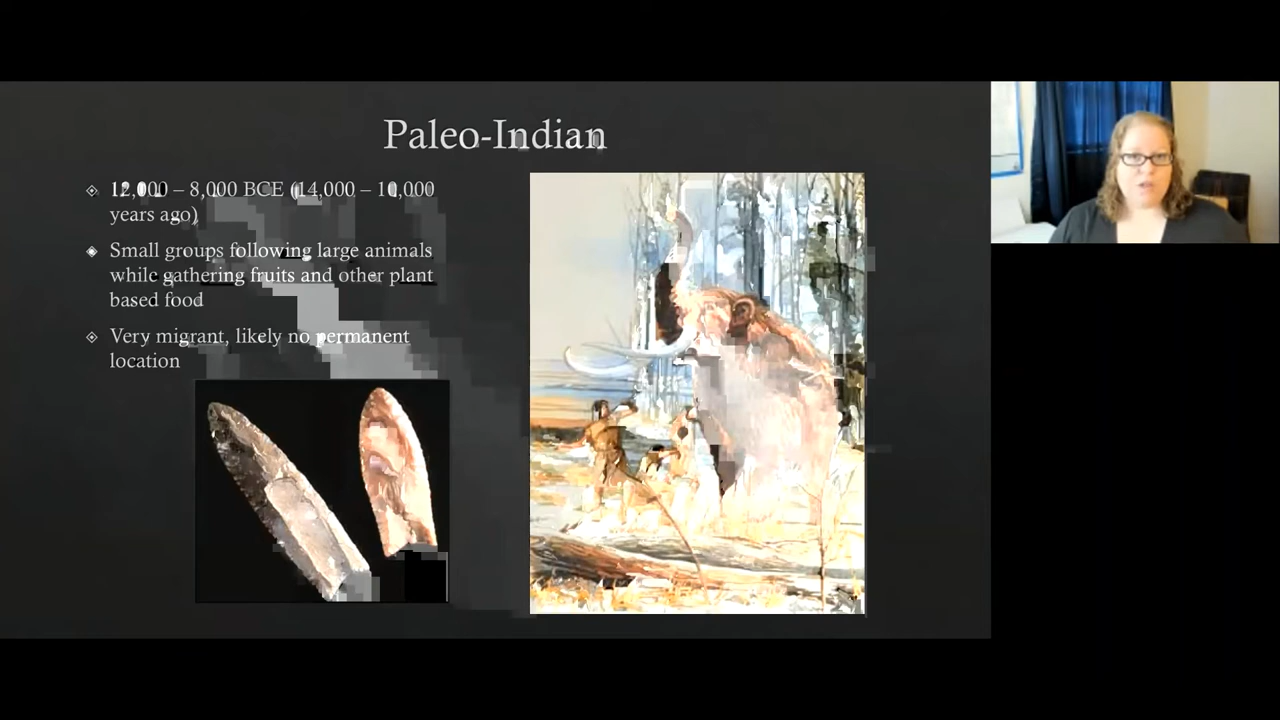 Paleo-Indian
12,000 – 8,000 BCE (14,000 – 10,000
years ago)
Small groups following large animals
while gathering fruits and other plant
based food
Very migrant, likely no permanent
location